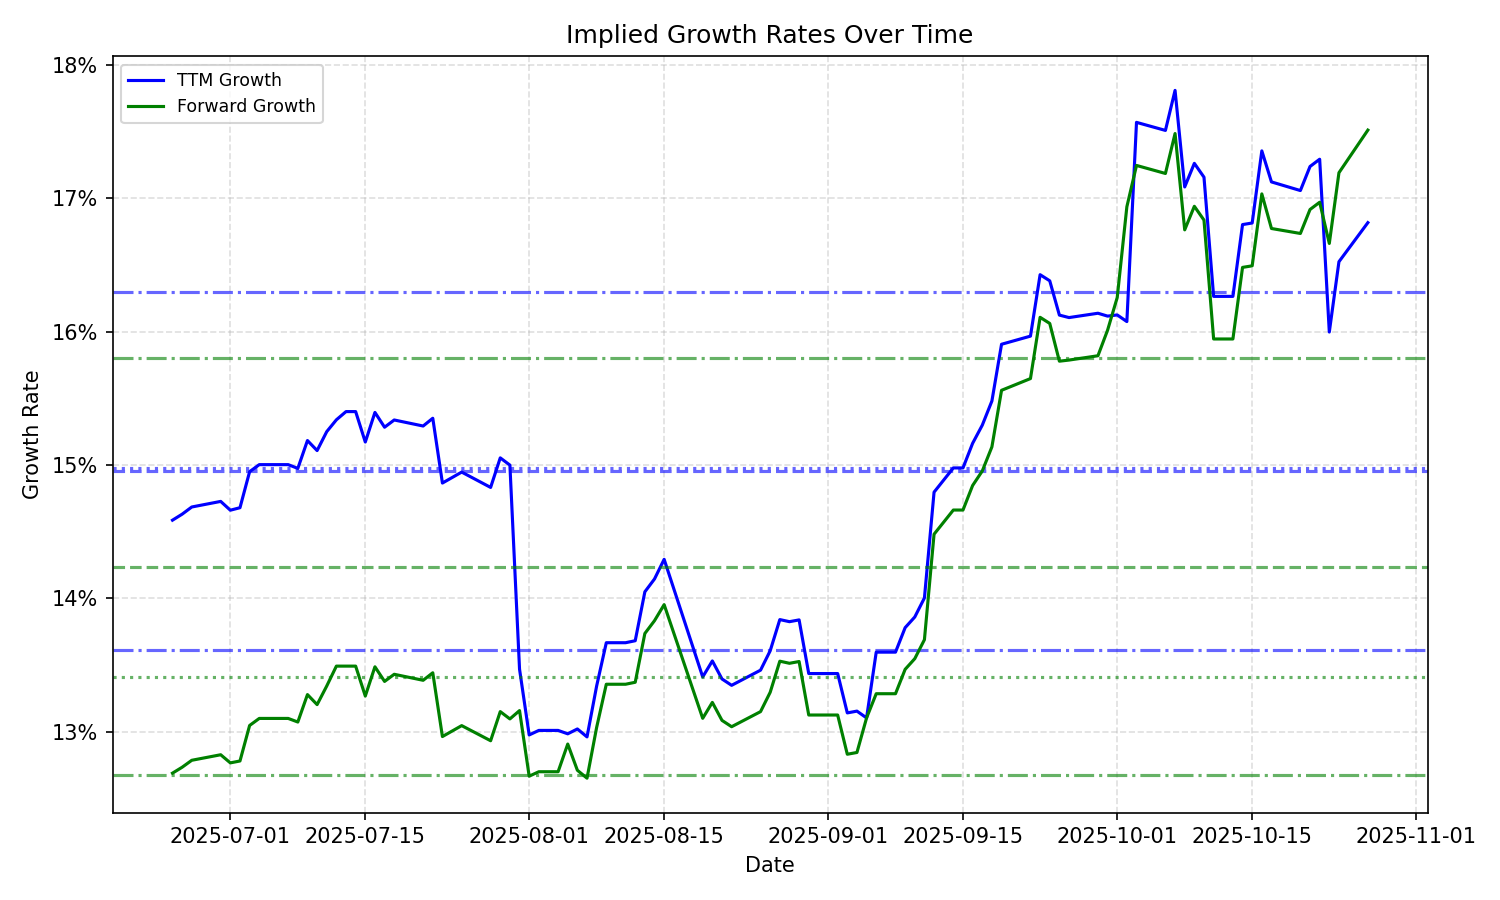 Implied Growth Rates Over Time
TTM Growth
Forward Growth
18%
17%
16%
15%
14%
13%
Growth Rate
2025-07-01 2025-07-15 2025-08-01 2025-08-15 2025-09-01 2025-09-15 2025-10-01 2025-10-15 2025-11-01
Date